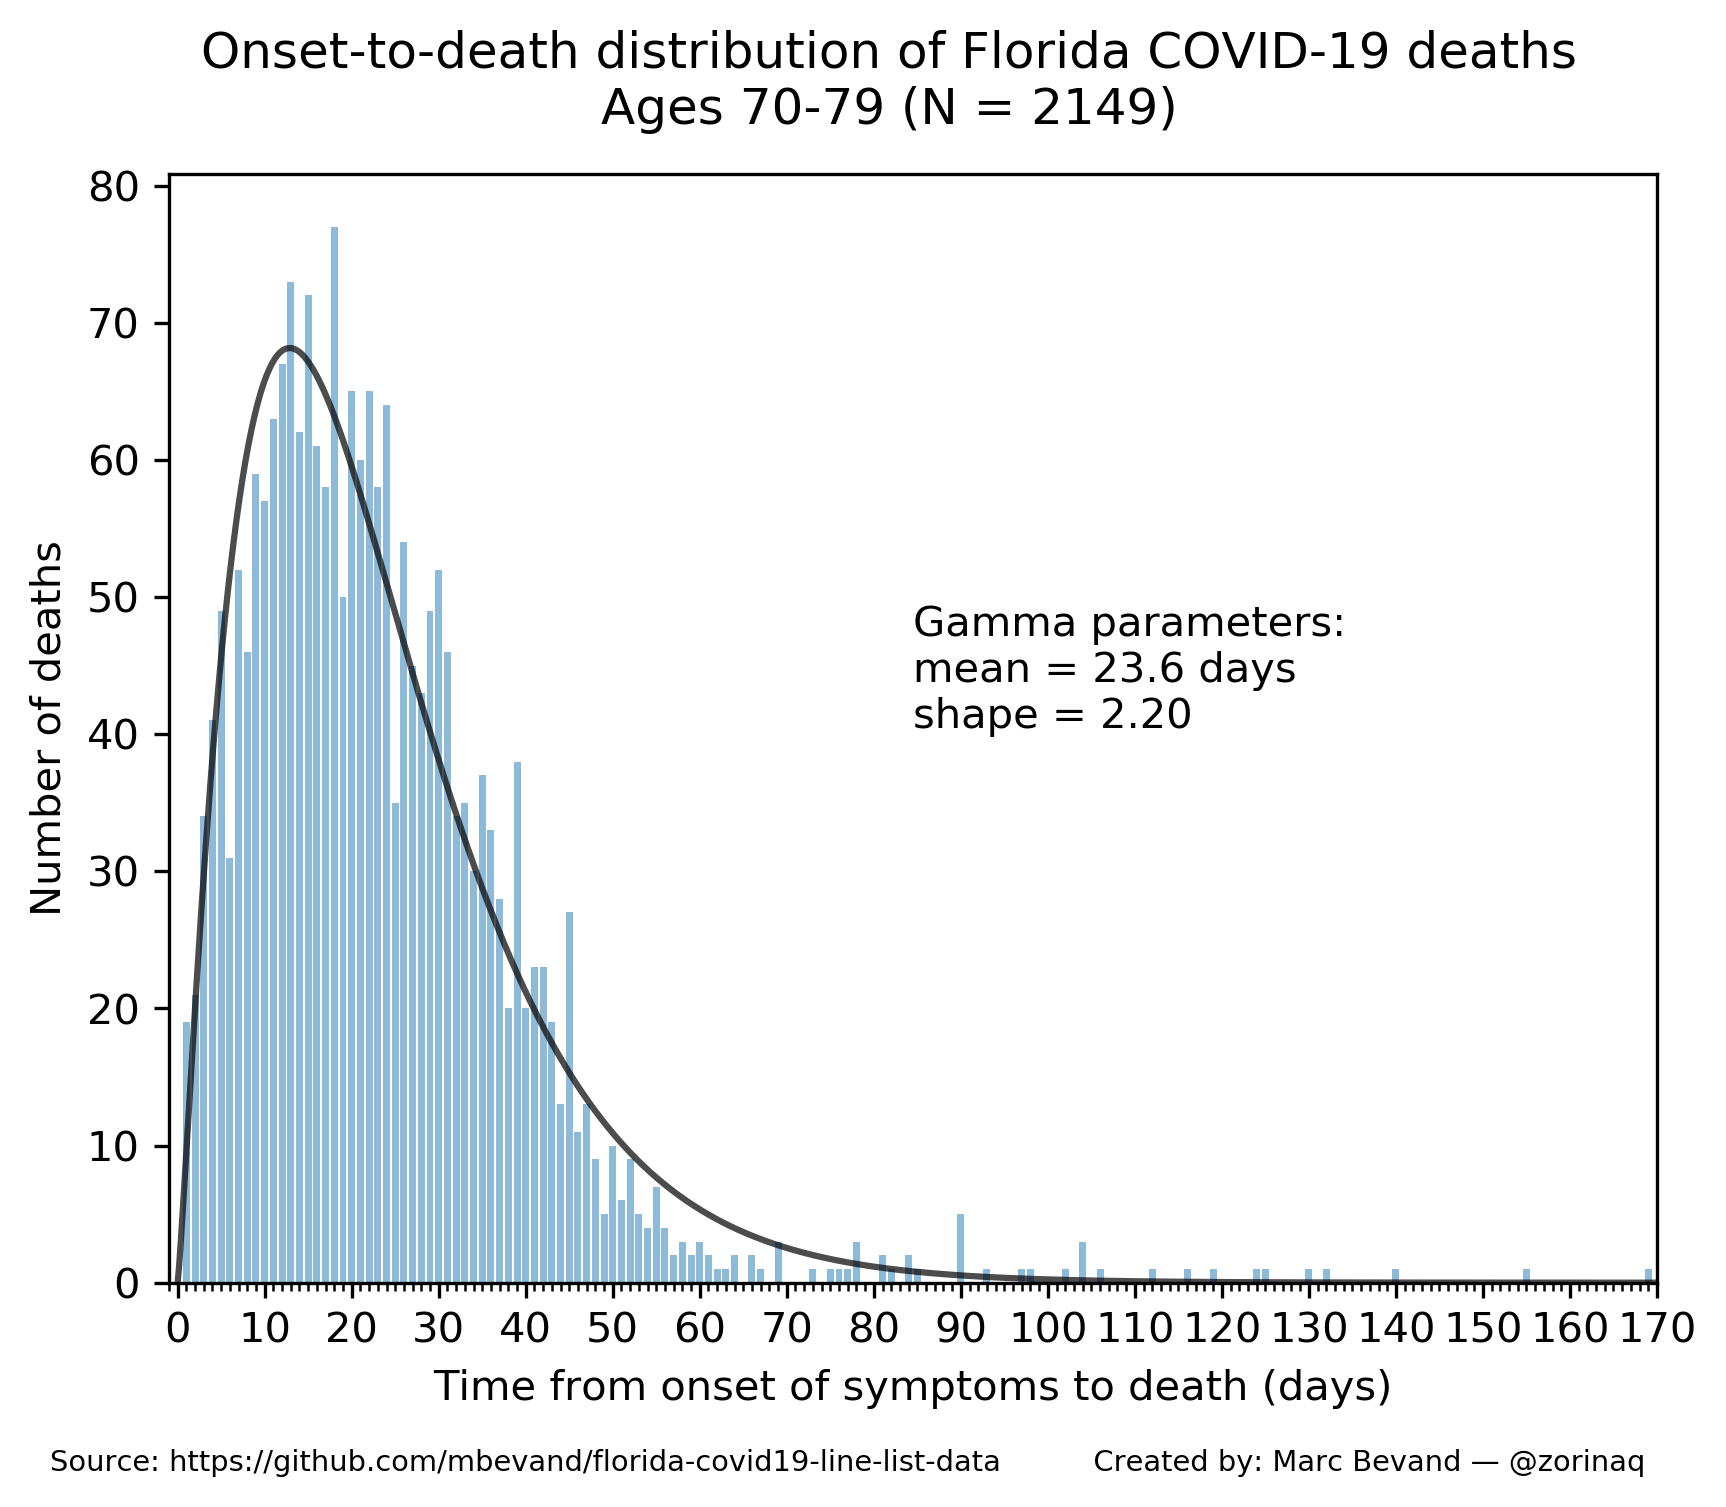 Onset-to-death distribution of Florida COVID-19 deaths
Ages 70-79 (N = 2149)
Number of deaths
80
70
60
50
40
30
20
10
0
Gamma parameters:
mean = 23.6 days
shape = 2.20
0 10 20 30 40 50 60 70 80 90 100 110 120 130 140 150 160 170
Time from onset of symptoms to death (days)
Source: https://github.com/mbevand/florida-covid19-line-list-data
Created by: Marc Bevand — @zorinaq